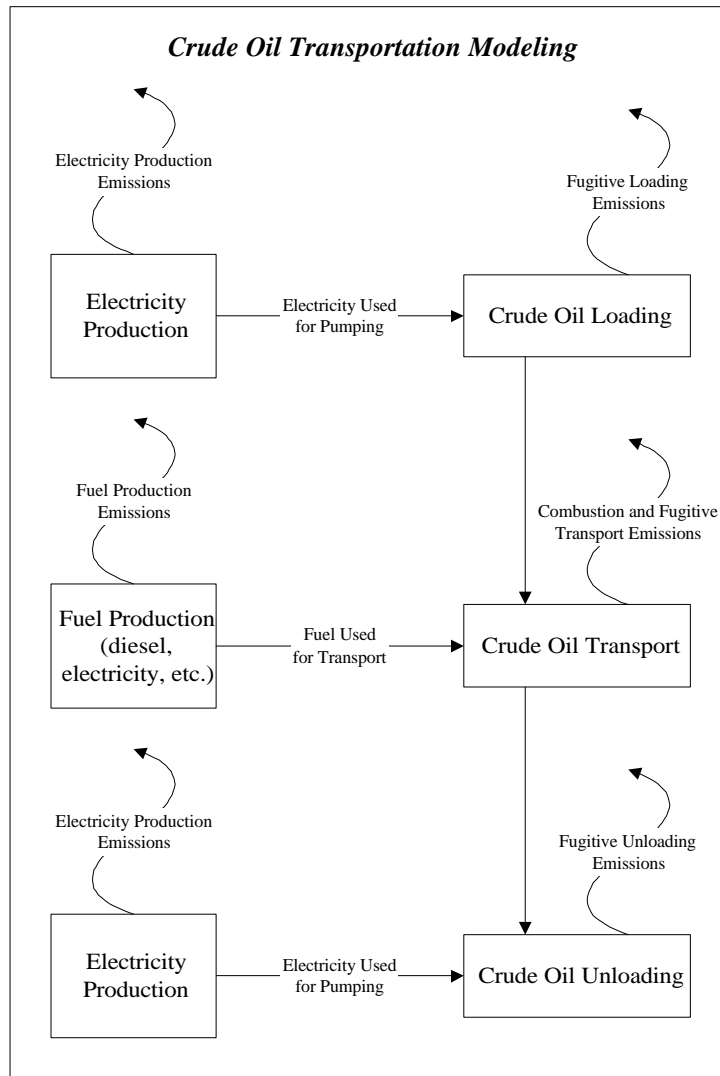 Crude Oil Transportation Modeling
Electricity Production
Emissions
Fugitive Loading
Emissions
Electricity
Production
Electricity Used
for Pumping
Crude Oil Loading
Fuel Production
Emissions
Combustion and Fugitive
Transport Emissions
Fuel Production
(diesel,
electricity, etc.)
Fuel Used
for Transport
Crude Oil Transport
Electricity Production
Emissions
Fugitive Unloading
Emissions
Electricity
Production
Electricity Used
for Pumping
Crude Oil Unloading